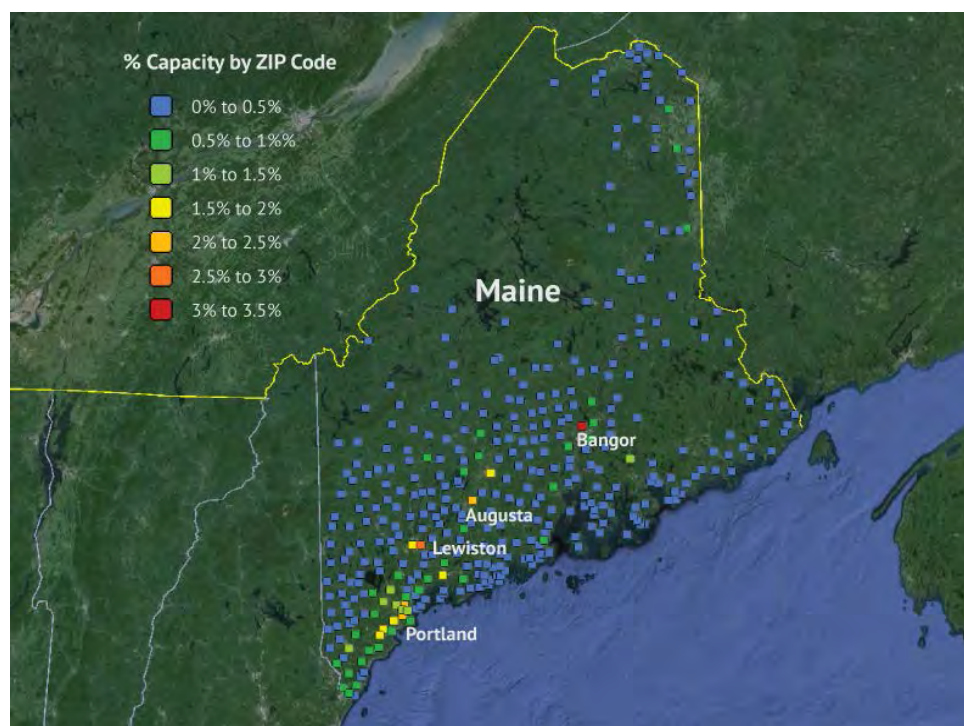 % Capacity by ZIP Code
0% to 0.5%
0.5% to 1%%
1% to 1.5%
1.5% to 2%
2% to 2.5%
2.5% to 3%
3% to 3.5%
Maine
Bangor
Augusta
Lewiston
Portland